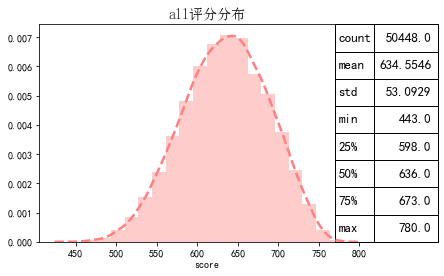 all评分分布
0.007
0.006
0.005
0.004
0.003
0.002
0.001
0.000
450 500 550 600 650 700 750 800
score
count 50448.0
mean 634.5546
std 53.0929
min 443.0
25% 598.0
50% 636.0
75% 673.0
max 780.0